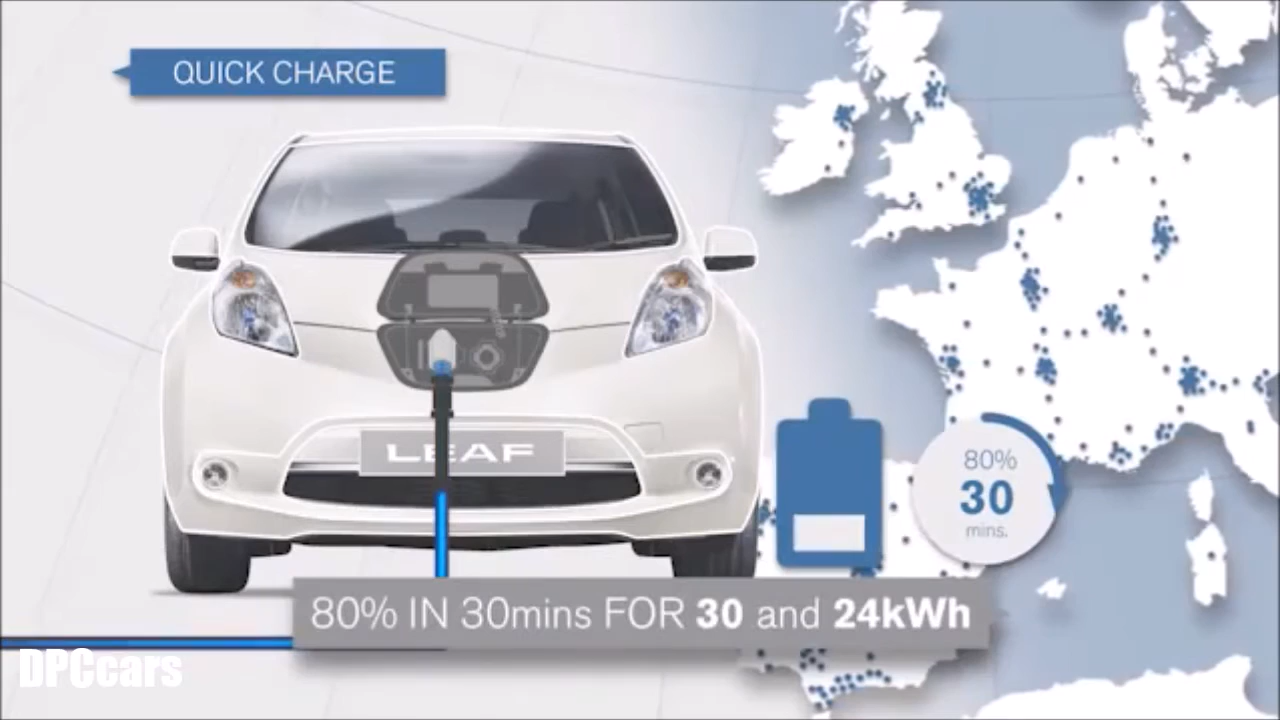 QUICK CHARGE
LEAF
80%
30
mins.
80% IN 30mins FOR 30 and 24kWh
DPCcars